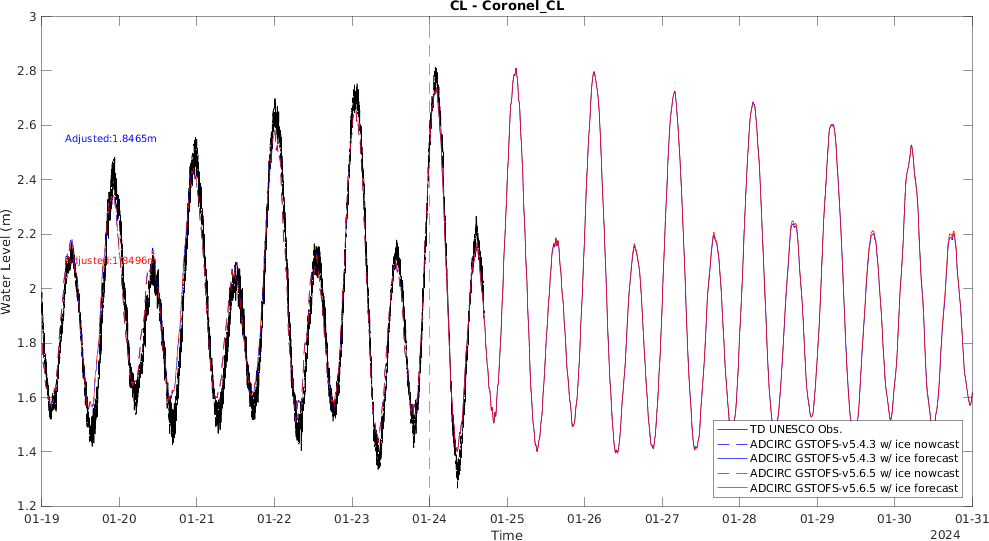 CL - Coronel_CL
3
2.8
2.6
2.4
2.2
2
1.8
1.6
1.4
1.2
Water Level (m)
Adjusted:1.8465m
Adjusted:1.8496m
TD UNESCO Obs.
ADCIRC GSTOFS-v5.4.3 w/ ice nowcast
ADCIRC GSTOFS-v5.4.3 w/ ice forecast
ADCIRC GSTOFS-v5.6.5 w/ ice nowcast
ADCIRC GSTOFS-v5.6.5 w/ ice forecast
01-19 01-20 01-21 01-22 01-23 01-24 01-25 01-26 01-27 01-28 01-29 01-30 01-31
Time
2024